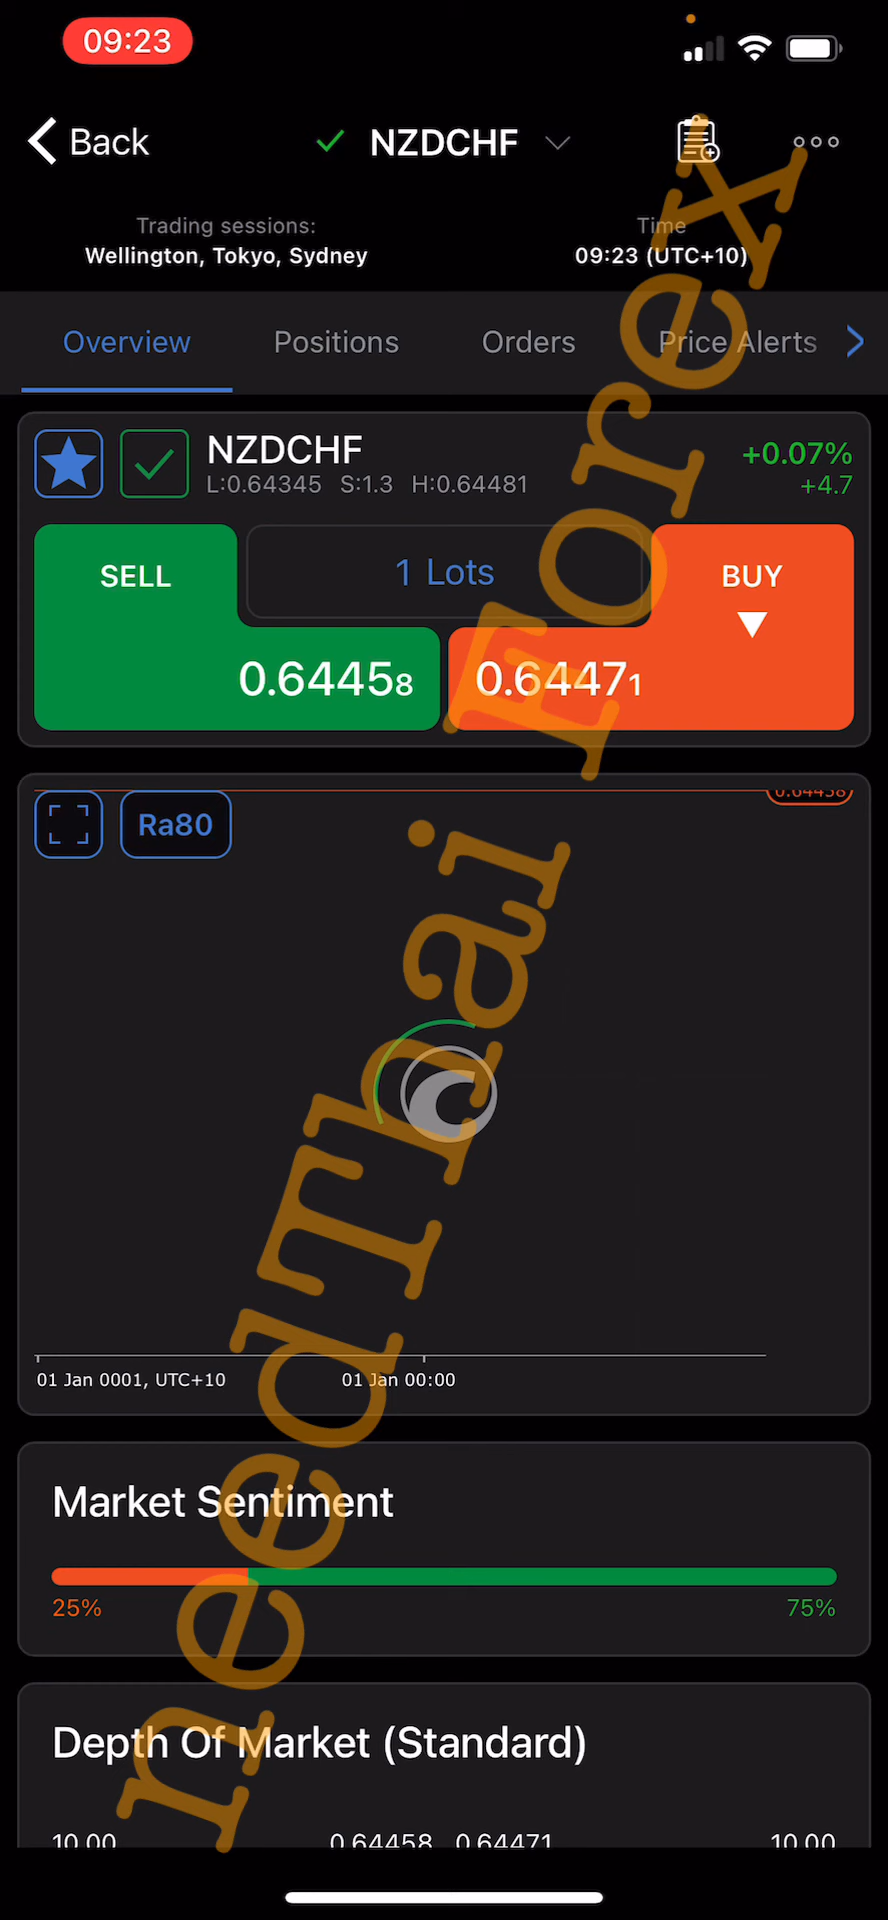 09:23
Back
NZDCHF
Trading sessions:
Wellington, Tokyo, Sydney
Time
09:23 (UTC+10)
Overview
Positions
Orders
Price Alerts
NZDCHF
L:0.64345 S:1.3 H:0.64481
+0.07%
+4.7
SELL
1 Lots
BUY
0.64458
0.64471
0.64458
Ra80
01 Jan 0001, UTC+10
01 Jan 00:00
Market Sentiment
25%
75%
Depth Of Market (Standard)
10.00 0.64458 0.64471 10.00
needThai Forex